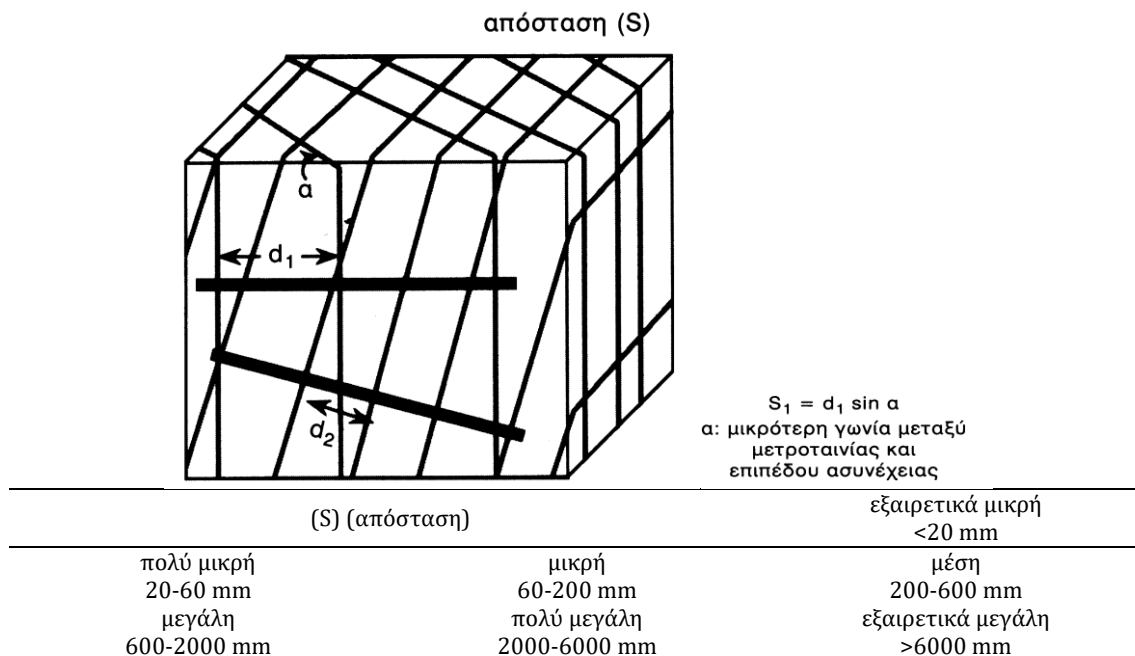 απόσταση (S)
α
d₁
d₂
S₁ = d₁ sin α
α: μικρότερη γωνία μεταξύ
μετροταινίας και
επιπέδου ασυνέχειας
(S) (απόσταση)
εξαιρετικά μικρή
<20 mm
πολύ μικρή
20-60 mm
μικρή
60-200 mm
μέση
200-600 mm
μεγάλη
600-2000 mm
πολύ μεγάλη
2000-6000 mm
εξαιρετικά μεγάλη
>6000 mm